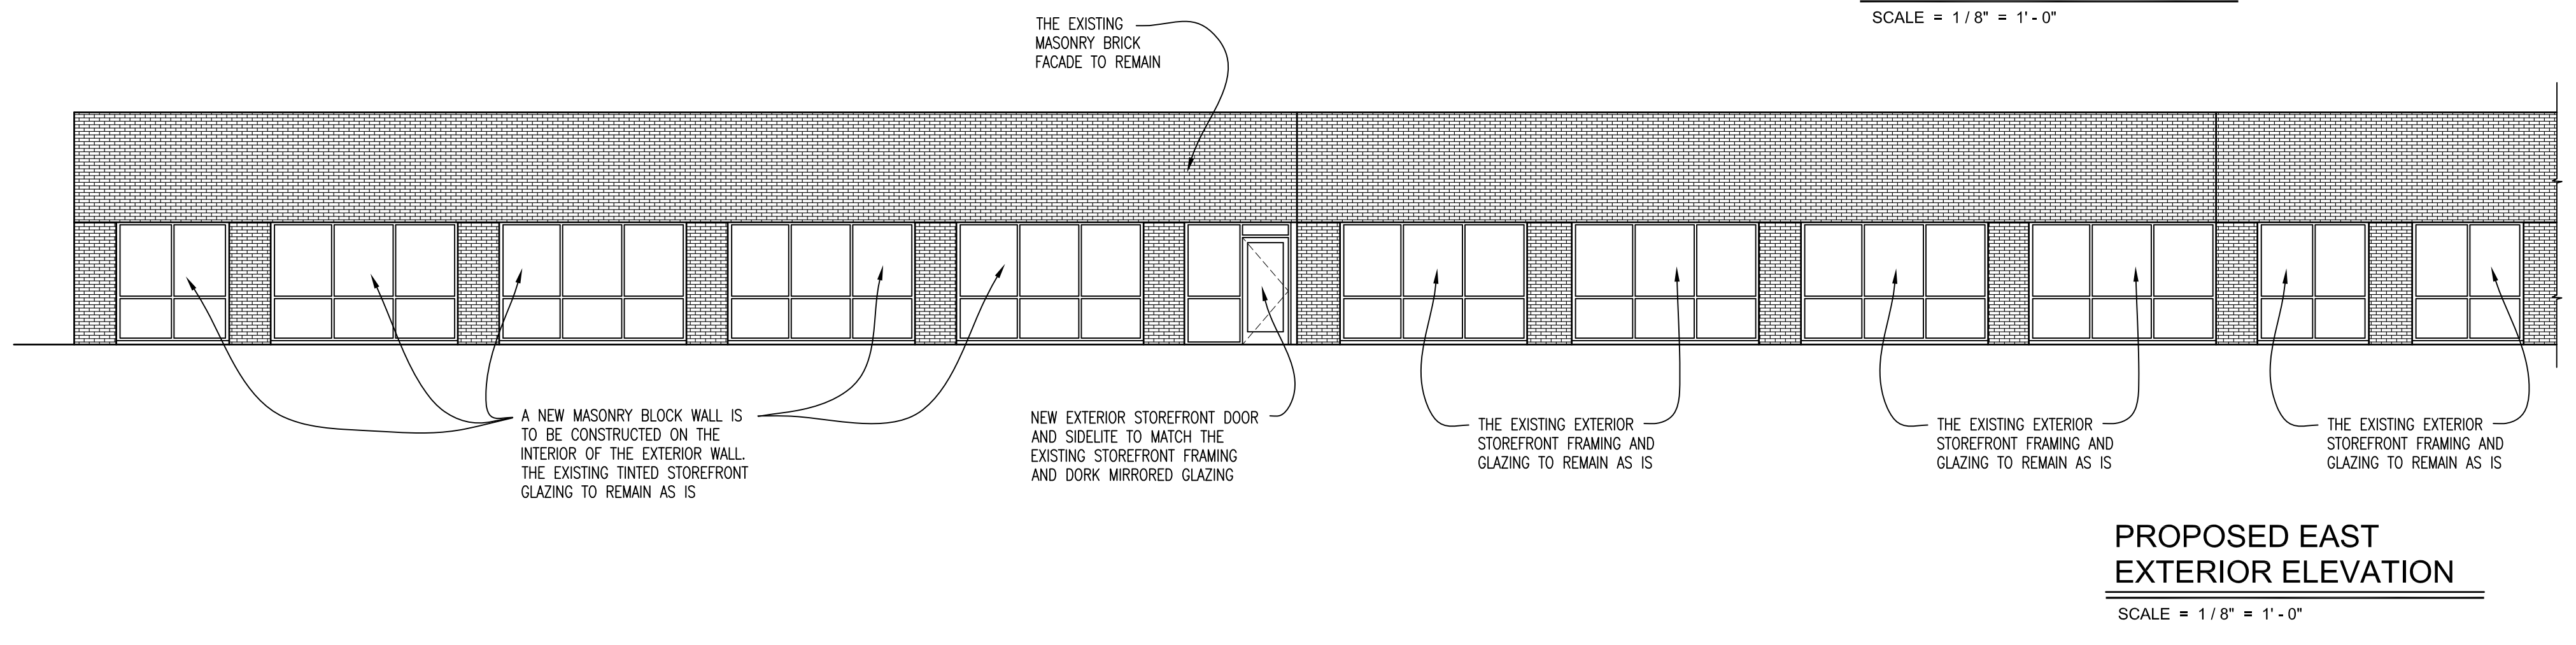 SCALE = 1 / 8" = 1' - 0"
THE EXISTING
MASONRY BRICK
FACADE TO REMAIN
A NEW MASONRY BLOCK WALL IS
TO BE CONSTRUCTED ON THE
INTERIOR OF THE EXTERIOR WALL.
THE EXISTING TINTED STOREFRONT
GLAZING TO REMAIN AS IS
NEW EXTERIOR STOREFRONT DOOR
AND SIDELITE TO MATCH THE
EXISTING STOREFRONT FRAMING
AND DORK MIRRORED GLAZING
THE EXISTING EXTERIOR
STOREFRONT FRAMING AND
GLAZING TO REMAIN AS IS
THE EXISTING EXTERIOR
STOREFRONT FRAMING AND
GLAZING TO REMAIN AS IS
THE EXISTING EXTERIOR
STOREFRONT FRAMING AND
GLAZING TO REMAIN AS IS
PROPOSED EAST
EXTERIOR ELEVATION
SCALE = 1 / 8" = 1' - 0"